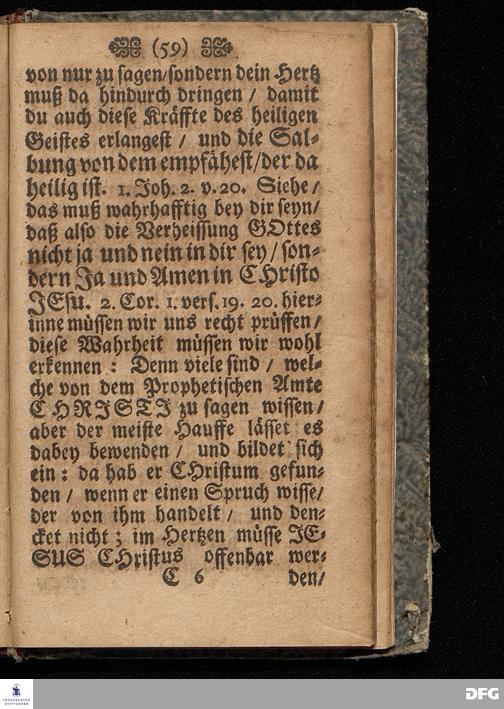 (59)
von nur zu sagen/sondern dein Hertz
muß da hindurch dringen / damit
du auch diese Kräffte des heiligen
Geistes erlangest / und die Sal-
bung von dem empfähest/der da
heilig ist. 1. Joh. 2. v. 20. Siehe /
das muß wahrhafftig bey dir seyn/
daß also die Verheissung GOttes
nicht ja und nein in dir sey / son-
dern Ja und Amen in CHristo
JEsu. 2. Cor. 1. vers. 19. 20. hier-
inne müssen wir uns recht prüffen /
diese Wahrheit müssen wir wohl
erkennen : Denn viele sind / wel-
che von dem Prophetischen Amte
CHRISTI zu sagen wissen /
aber der meiste Hauffe lässet es
dabey bewenden / und bildet sich
ein : da hab er CHristum gefun-
den / wenn er einen Spruch wisse/
der von ihm handelt / und den-
cket nicht ; im Hertzen müsse JE-
SUS CHristus offenbar wer-
C 6 den/
FRANCKESCHE STIFTUNGEN
DFG